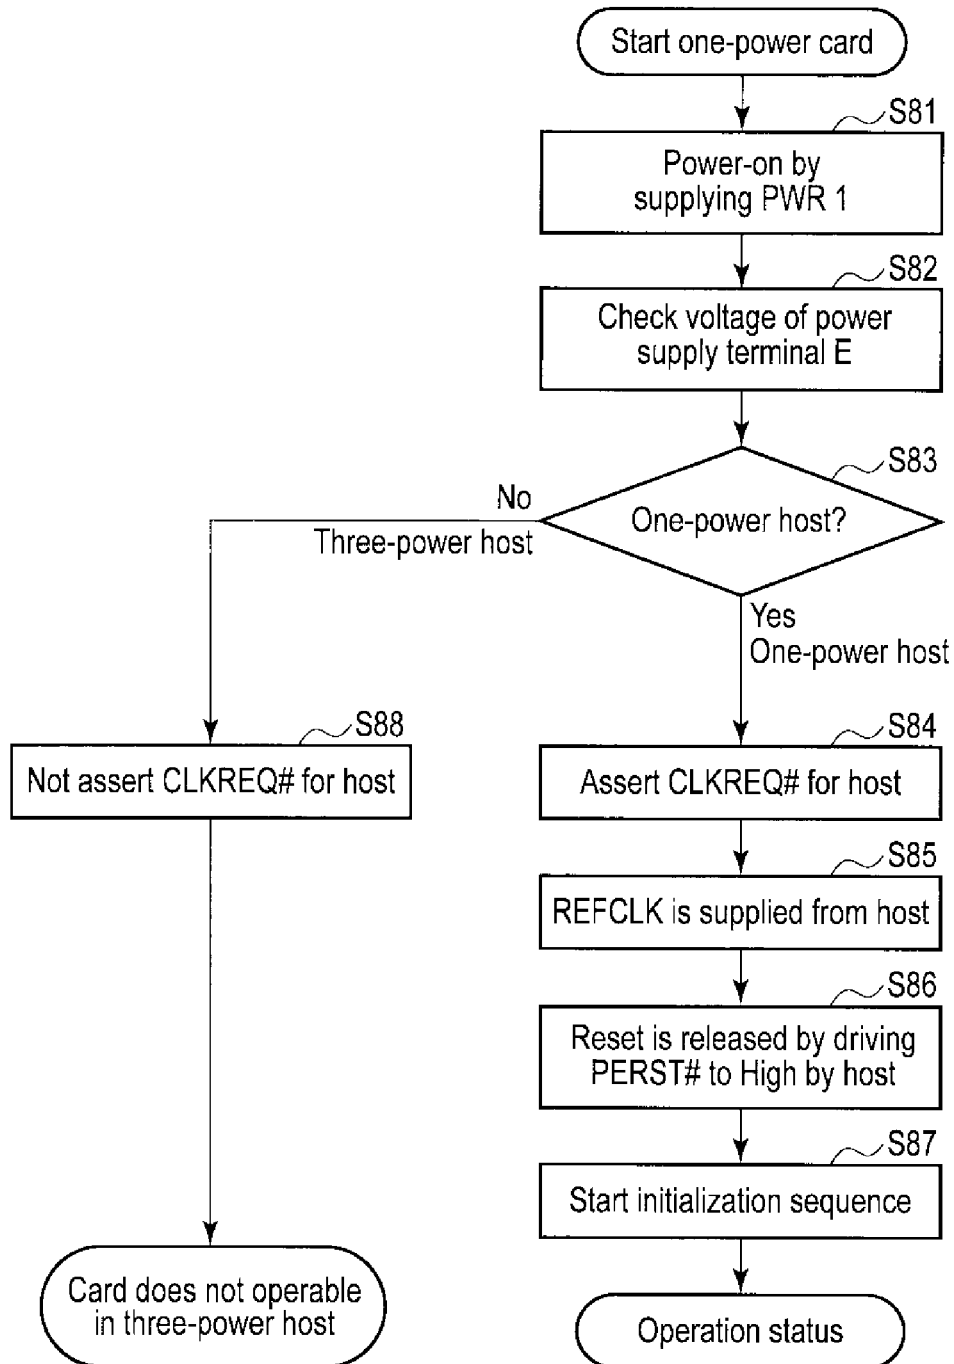 Start one-power card
S81
Power-on by
supplying PWR 1
S82
Check voltage of power
supply terminal E
S83
One-power host?
No
Three-power host
Yes
One-power host
S88
Not assert CLKREQ# for host
S84
Assert CLKREQ# for host
S85
REFCLK is supplied from host
S86
Reset is released by driving
PERST# to High by host
S87
Start initialization sequence
Card does not operable
in three-power host
Operation status